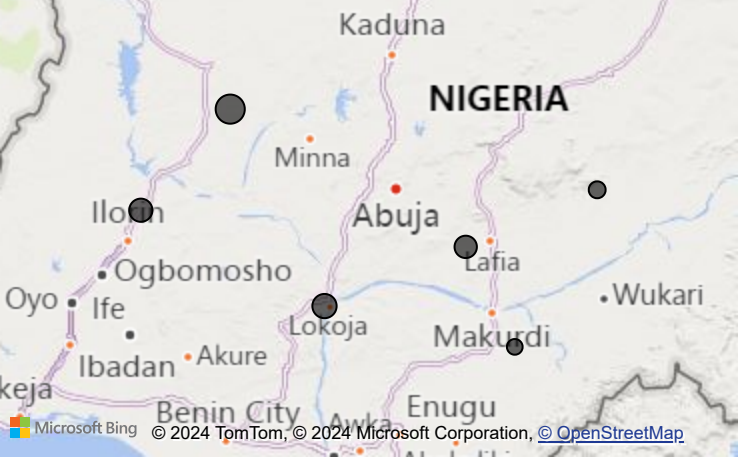 Kaduna
NIGERIA
Minna
Ilorin
Abuja
Lafia
Ogbomosho
Oyo
Ife
Wukari
Lokoja
Makurdi
Ibadan
Akure
keja
Benin City
Enugu
Awka
Microsoft Bing
© 2024 TomTom, © 2024 Microsoft Corporation, © OpenStreetMap